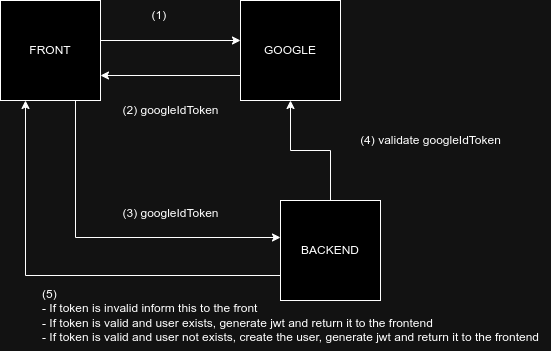 (1)
FRONT
GOOGLE
(2) googleIdToken
(4) validate googleIdToken
(3) googleIdToken
BACKEND
(5)
- If token is invalid inform this to the front
- If token is valid and user exists, generate jwt and return it to the frontend
- If token is valid and user not exists, create the user, generate jwt and return it to the frontend